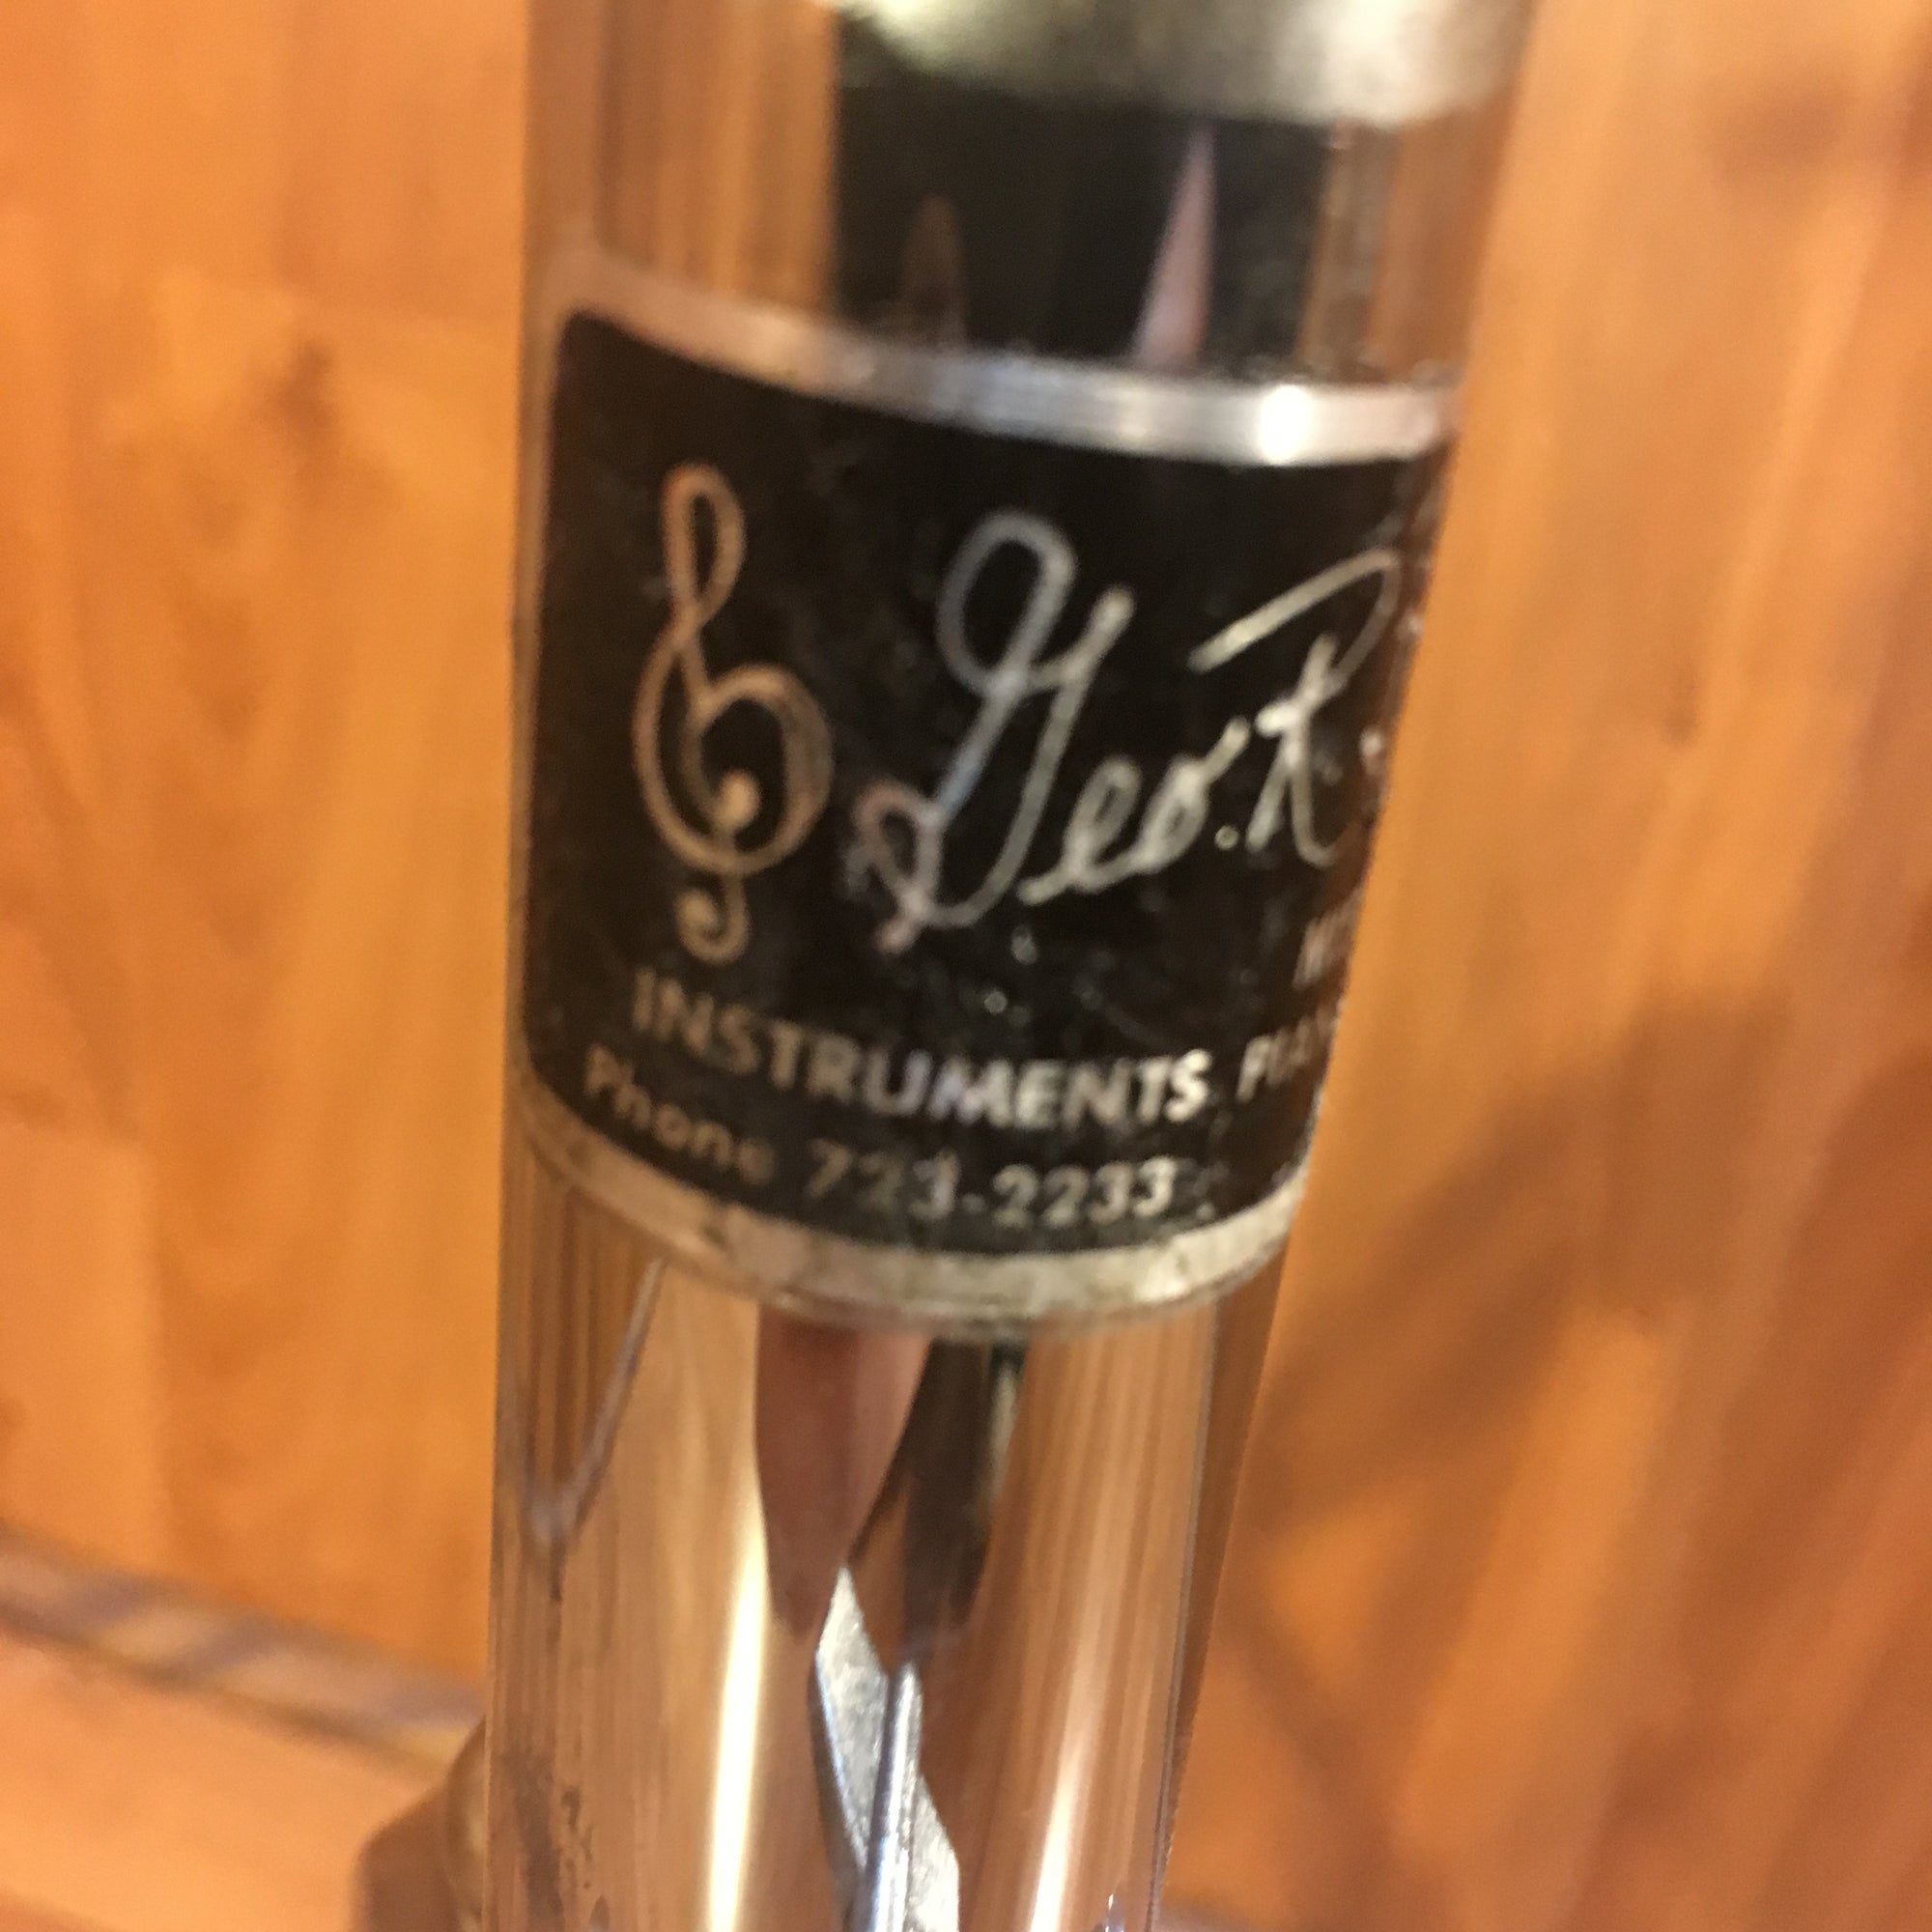 Geo. R
INSTRUMENTS
Phone 723-2233